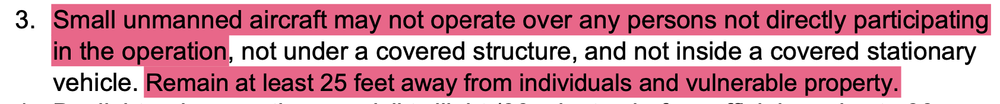 3. Small unmanned aircraft may not operate over any persons not directly participating
in the operation, not under a covered structure, and not inside a covered stationary
vehicle. Remain at least 25 feet away from individuals and vulnerable property.